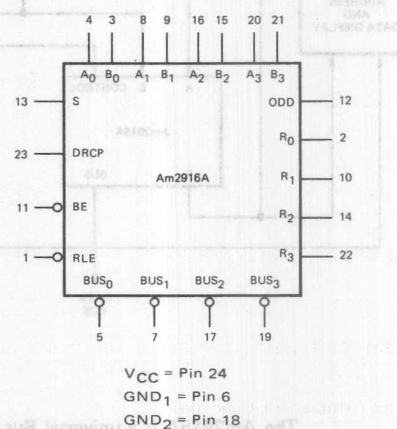 4 3 8 9 16 15 20 21
A0 B0 A1 B1 A2 B2 A3 B3
13 S ODD 12
R0 2
23 DRCP
Am2916A R1 10
11 BE R2 14
1 RLE R3 22
BUS0 BUS1 BUS2 BUS3
5 7 17 19
VCC = Pin 24
GND1 = Pin 6
GND2 = Pin 18